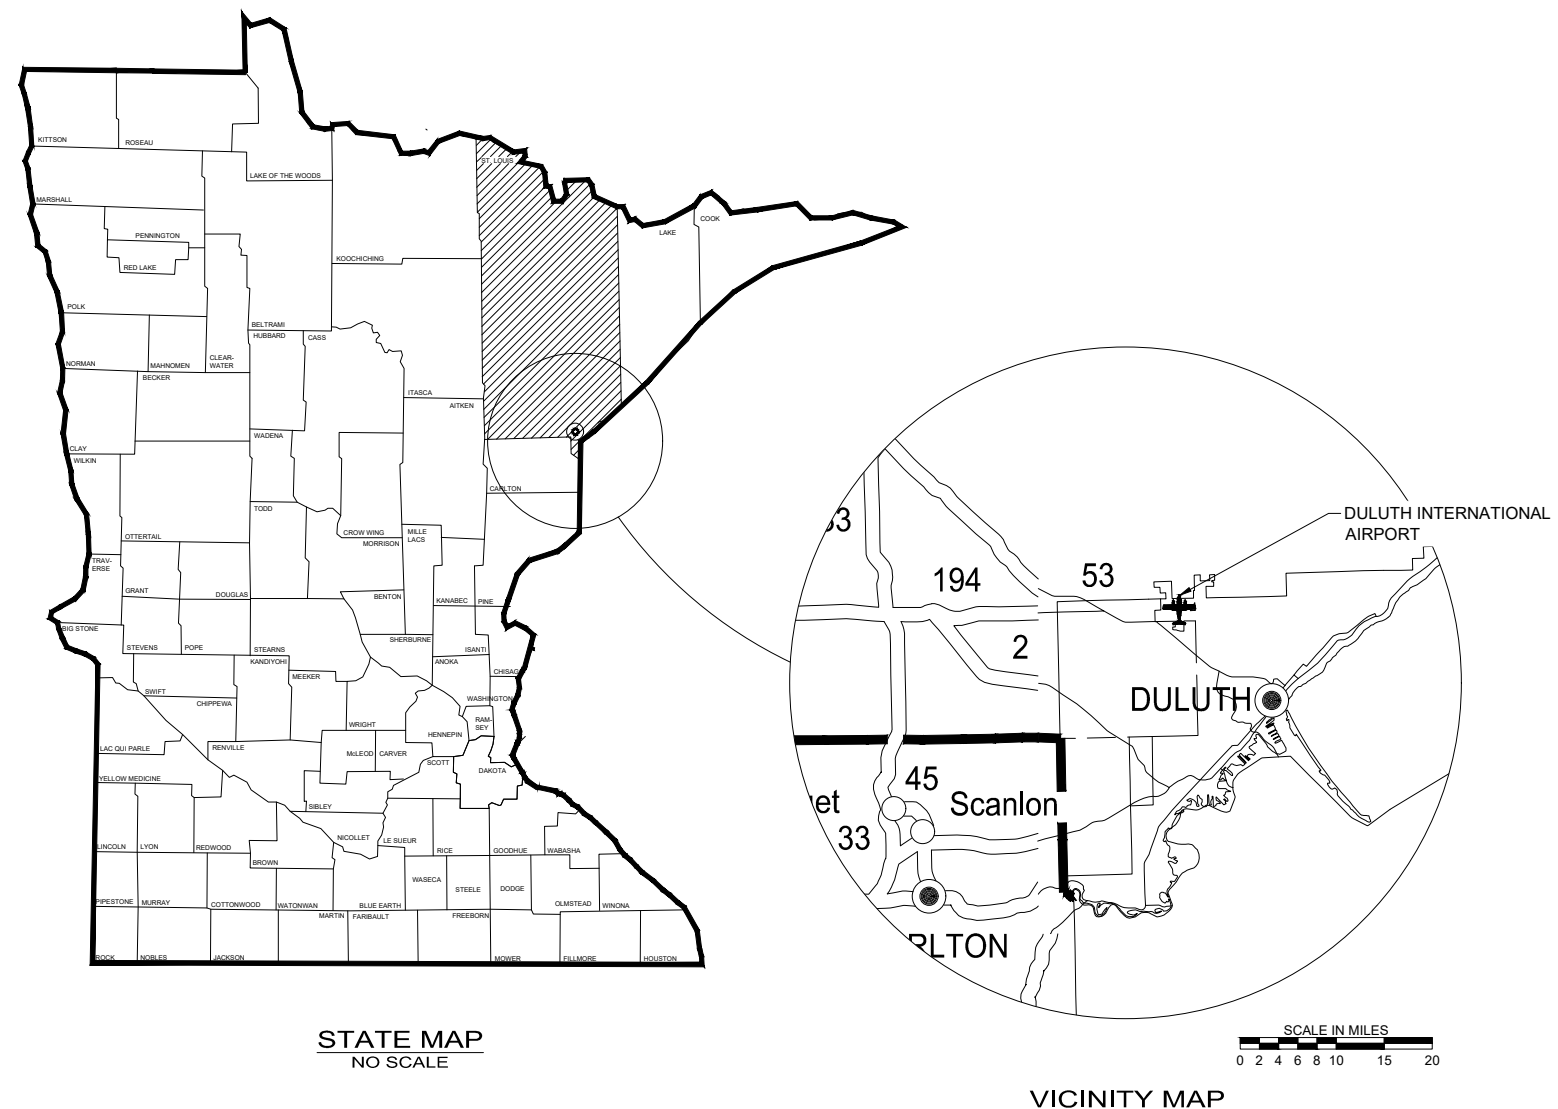 KITTSON
ROSEAU
LAKE OF THE WOODS
ST. LOUIS
MARSHALL
PENNINGTON
RED LAKE
KOOCHICHING
LAKE
COOK
POLK
BELTRAMI
HUBBARD
CASS
NORMAN
MAHNOMEN
CLEAR-
WATER
BECKER
ITASCA
AITKEN
CLAY
WILKIN
WADENA
CARLTON
TODD
OTTERTAIL
CROW WING
MORRISON
MILLE
LACS
TRAV-
ERSE
GRANT
DOUGLAS
BENTON
KANABEC
PINE
BIG STONE
STEVENS
POPE
STEARNS
SHERBURNE
ISANTI
KANDIYOHI
MEEKER
ANOKA
CHISAG
SWIFT
CHIPPEWA
WASHINGTON
WRIGHT
RAM-
SEY
HENNEPIN
LAC QUI PARLE
RENVILLE
McLEOD
CARVER
SCOTT
DAKOTA
YELLOW MEDICINE
SIBLEY
NICOLLET
LE SUEUR
LINCOLN
LYON
REDWOOD
BROWN
RICE
GOODHUE
WABASHA
WASECA
STEELE
DODGE
PIPESTONE
MURRAY
COTTONWOOD
WATONWAN
BLUE EARTH
OLMSTEAD
WINONA
MARTIN
FARIBAULT
FREEBORN
ROCK
NOBLES
JACKSON
MOWER
FILLMORE
HOUSTON
STATE MAP
NO SCALE
DULUTH INTERNATIONAL
AIRPORT
53
194
53
2
DULUTH
45
Scanlon
et
33
RLTON
SCALE IN MILES
0 2 4 6 8 10 15 20
VICINITY MAP